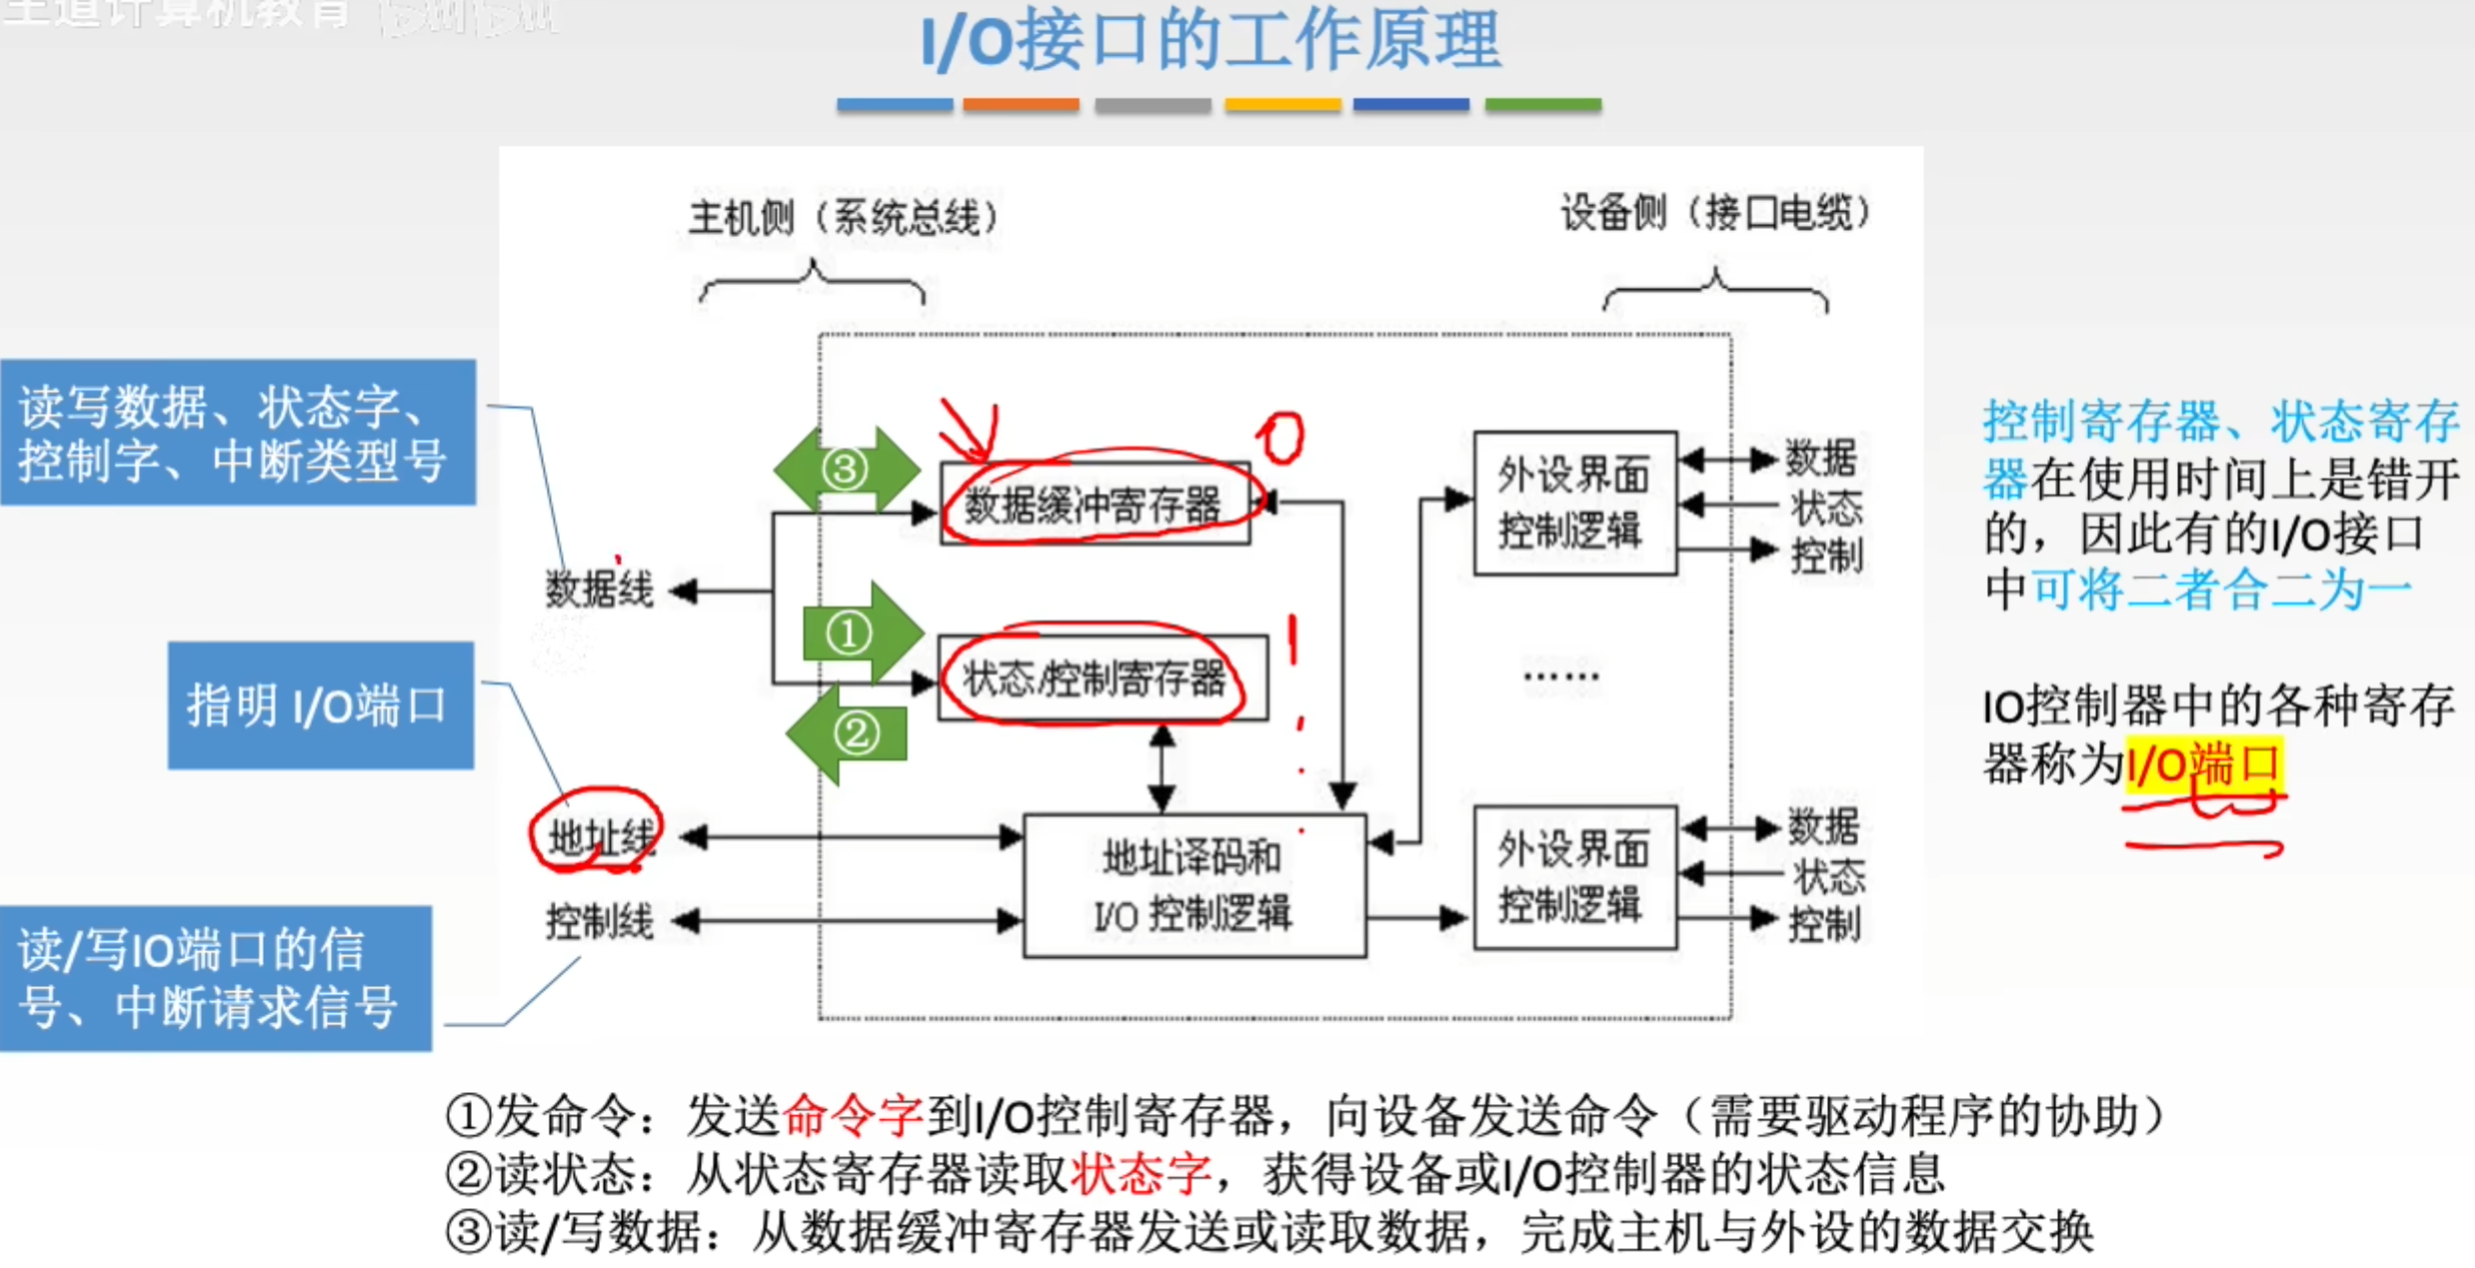 王道计算机教育 bilibili
I/O接口的工作原理
主机侧（系统总线）
设备侧（接口电缆）
读写数据、状态字、
控制字、中断类型号
数据线
指明 I/O端口
地址线
读/写IO端口的信
号、中断请求信号
控制线
③
数据缓冲寄存器
0
①
状态/控制寄存器
1
②
地址译码和
I/O 控制逻辑
外设界面
控制逻辑
数据
状态
控制
……
外设界面
控制逻辑
数据
状态
控制
控制寄存器、状态寄存
器在使用时间上是错开
的，因此有的I/O接口
中可将二者合二为一
IO控制器中的各种寄存
器称为I/O端口
①发命令：发送命令字到I/O控制寄存器，向设备发送命令（需要驱动程序的协助）
②读状态：从状态寄存器读取状态字，获得设备或I/O控制器的状态信息
③读/写数据：从数据缓冲寄存器发送或读取数据，完成主机与外设的数据交换